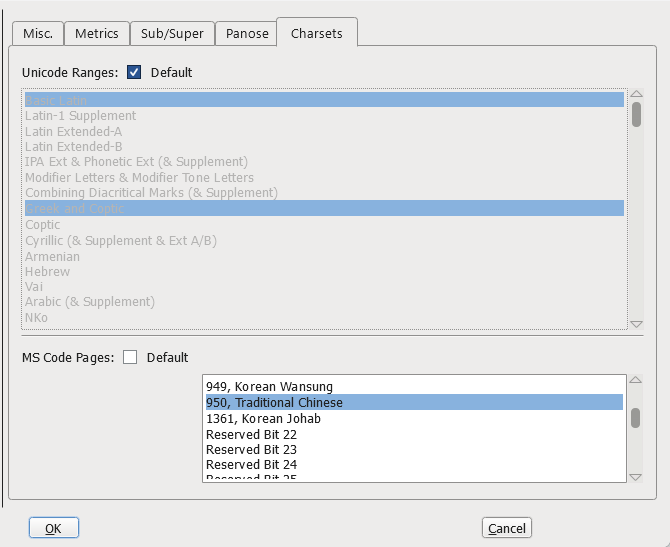 Misc. Metrics Sub/Super Panose Charsets
Unicode Ranges: Default
Basic Latin
Latin-1 Supplement
Latin Extended-A
Latin Extended-B
IPA Ext & Phonetic Ext (& Supplement)
Modifier Letters & Modifier Tone Letters
Combining Diacritical Marks (& Supplement)
Greek and Coptic
Coptic
Cyrillic (& Supplement & Ext A/B)
Armenian
Hebrew
Vai
Arabic (& Supplement)
NKo
MS Code Pages: Default
949, Korean Wansung
950, Traditional Chinese
1361, Korean Johab
Reserved Bit 22
Reserved Bit 23
Reserved Bit 24
Reserved Bit 25
OK Cancel